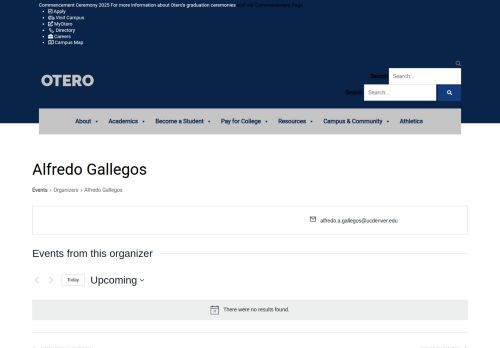 Commencement Ceremony 2025 For more information about Otero's graduation ceremonies visit our Commencement Page
Apply
Visit Campus
MyOtero
Directory
Careers
Campus Map
Search Search...
Search Search...
OTERO
About Academics Become a Student Pay for College Resources Campus & Community Athletics
Alfredo Gallegos
Events › Organizers › Alfredo Gallegos
alfredo.a.gallegos@ucdenver.edu
Events from this organizer
Today Upcoming
There were no results found.